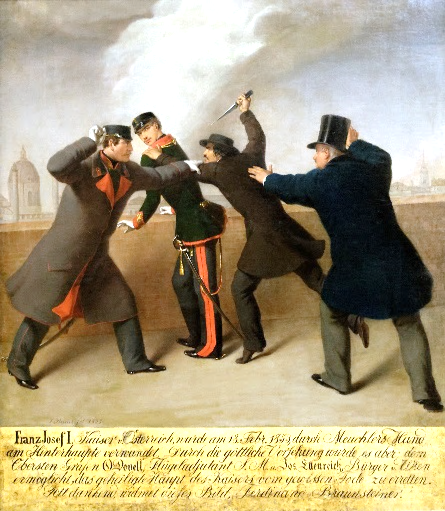 Franz Josef I, Kaiser v. Österreich, wurde am 18. Febr. 1853 durch Meuchlers Hand
am Hinterhaupte verwundet. Durch die göttliche Vorsehung wurde es aber dem
Obersten Grafen O'Donell, Flügeladjutant S. M. u. Jos. Ettenreich, Bürger Wien
ermöglicht, das geheiligte Haupt des Kaisers vom gewissen Tode zu erretten.
Gott dankend, widmet dieses Bild, Ferdinand Braunsteiner.